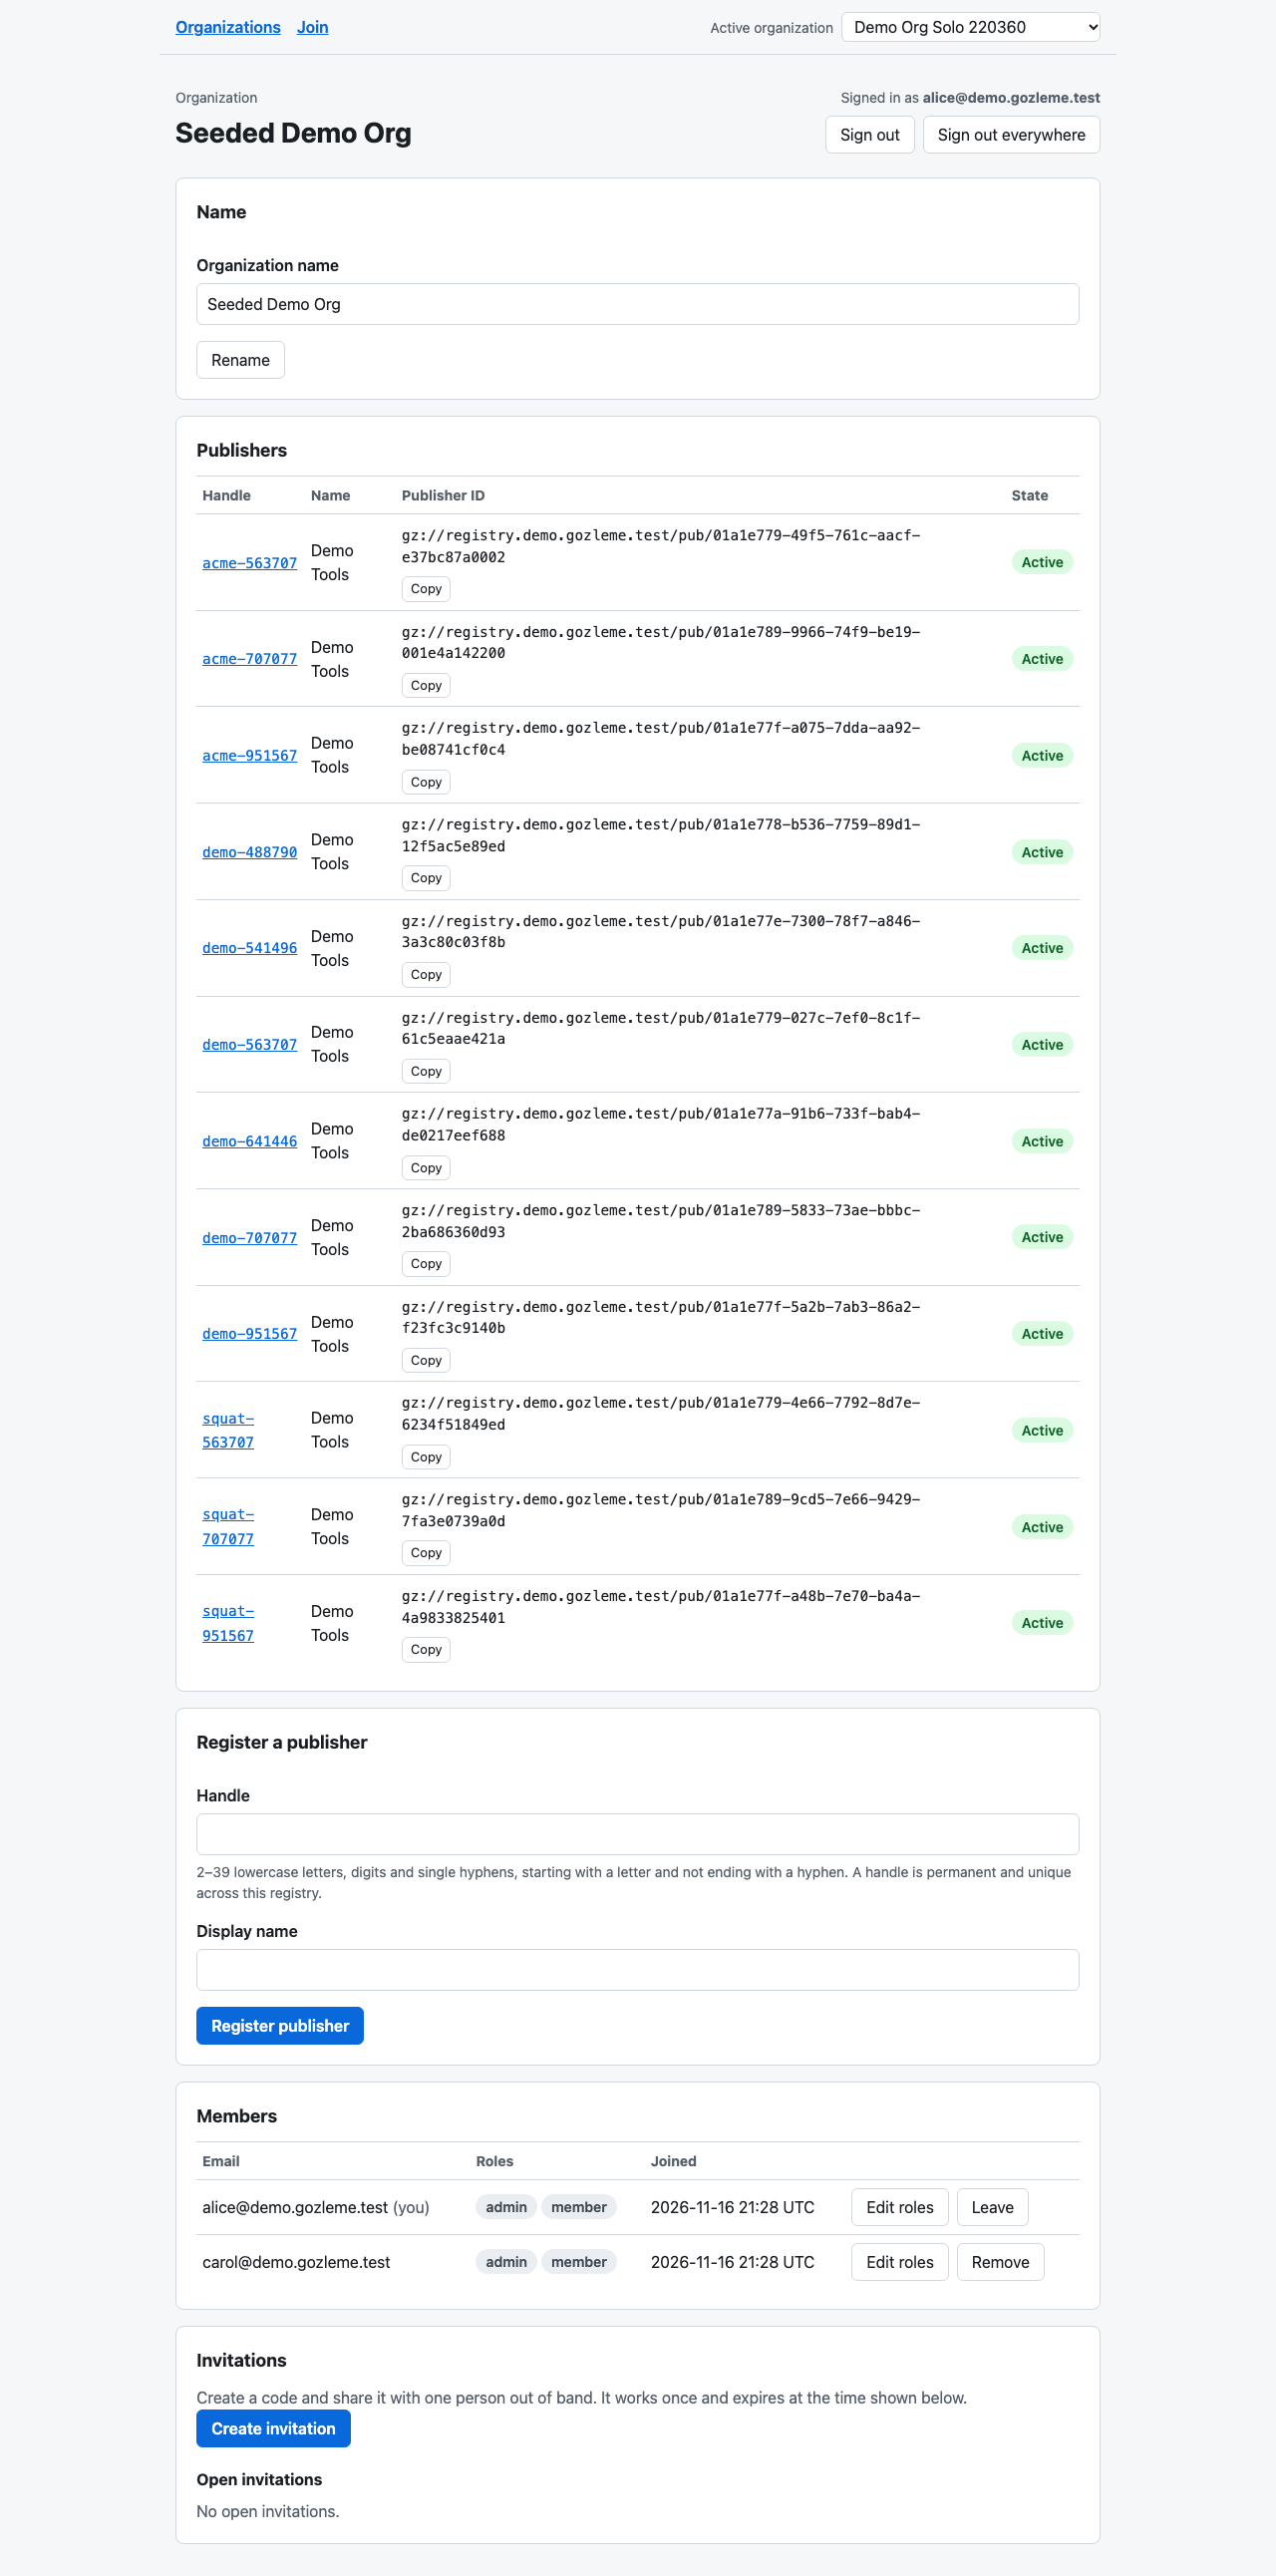 Organizations Join Active organization Demo Org Solo 220360
Organization
Signed in as alice@demo.gozleme.test
Seeded Demo Org
Sign out Sign out everywhere
Name
Organization name
Seeded Demo Org
Rename
Publishers
Handle Name Publisher ID State
acme-563707 Demo Tools gz://registry.demo.gozleme.test/pub/01a1e779-49f5-761c-aacf-
e37bc87a0002
Copy
Active
acme-707077 Demo Tools gz://registry.demo.gozleme.test/pub/01a1e789-9966-74f9-be19-
001e4a142200
Copy
Active
acme-951567 Demo Tools gz://registry.demo.gozleme.test/pub/01a1e77f-a075-7dda-aa92-
be08741cf0c4
Copy
Active
demo-488790 Demo Tools gz://registry.demo.gozleme.test/pub/01a1e778-b536-7759-89d1-
12f5ac5e89ed
Copy
Active
demo-541496 Demo Tools gz://registry.demo.gozleme.test/pub/01a1e77e-7300-78f7-a846-
3a3c80c03f8b
Copy
Active
demo-563707 Demo Tools gz://registry.demo.gozleme.test/pub/01a1e779-027c-7ef0-8c1f-
61c5eaae421a
Copy
Active
demo-641446 Demo Tools gz://registry.demo.gozleme.test/pub/01a1e77a-91b6-733f-bab4-
de0217eef688
Copy
Active
demo-707077 Demo Tools gz://registry.demo.gozleme.test/pub/01a1e789-5833-73ae-bbbc-
2ba686360d93
Copy
Active
demo-951567 Demo Tools gz://registry.demo.gozleme.test/pub/01a1e77f-5a2b-7ab3-86a2-
f23fc3c9140b
Copy
Active
squat-563707 Demo Tools gz://registry.demo.gozleme.test/pub/01a1e779-4e66-7792-8d7e-
6234f51849ed
Copy
Active
squat-707077 Demo Tools gz://registry.demo.gozleme.test/pub/01a1e789-9cd5-7e66-9429-
7fa3e0739a0d
Copy
Active
squat-951567 Demo Tools gz://registry.demo.gozleme.test/pub/01a1e77f-a48b-7e70-ba4a-
4a9833825401
Copy
Active
Register a publisher
Handle
2–39 lowercase letters, digits and single hyphens, starting with a letter and not ending with a hyphen. A handle is permanent and unique
across this registry.
Display name
Register publisher
Members
Email Roles Joined
alice@demo.gozleme.test (you) admin member 2026-11-16 21:28 UTC Edit roles Leave
carol@demo.gozleme.test admin member 2026-11-16 21:28 UTC Edit roles Remove
Invitations
Create a code and share it with one person out of band. It works once and expires at the time shown below.
Create invitation
Open invitations
No open invitations.